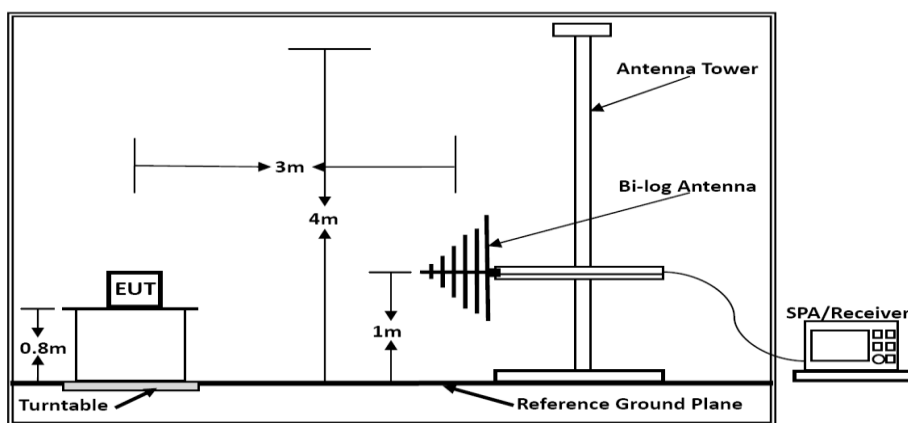 Antenna Tower
3m
Bi-log Antenna
4m
EUT
1m
SPA/Receiver
0.8m
Turntable
Reference Ground Plane